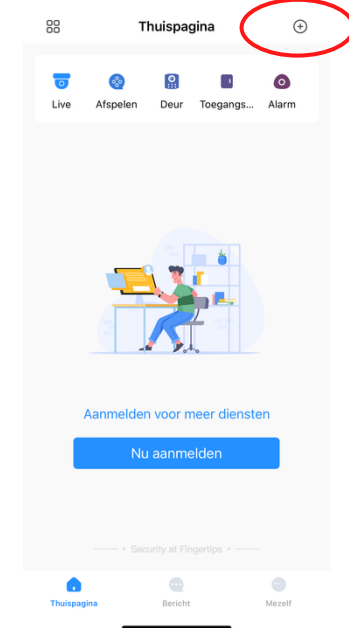 Thuispagina
Live
Afspelen
Deur
Toegangs...
Alarm
Aanmelden voor meer diensten
Nu aanmelden
Security at Fingertips
Thuispagina
Bericht
Mezelf